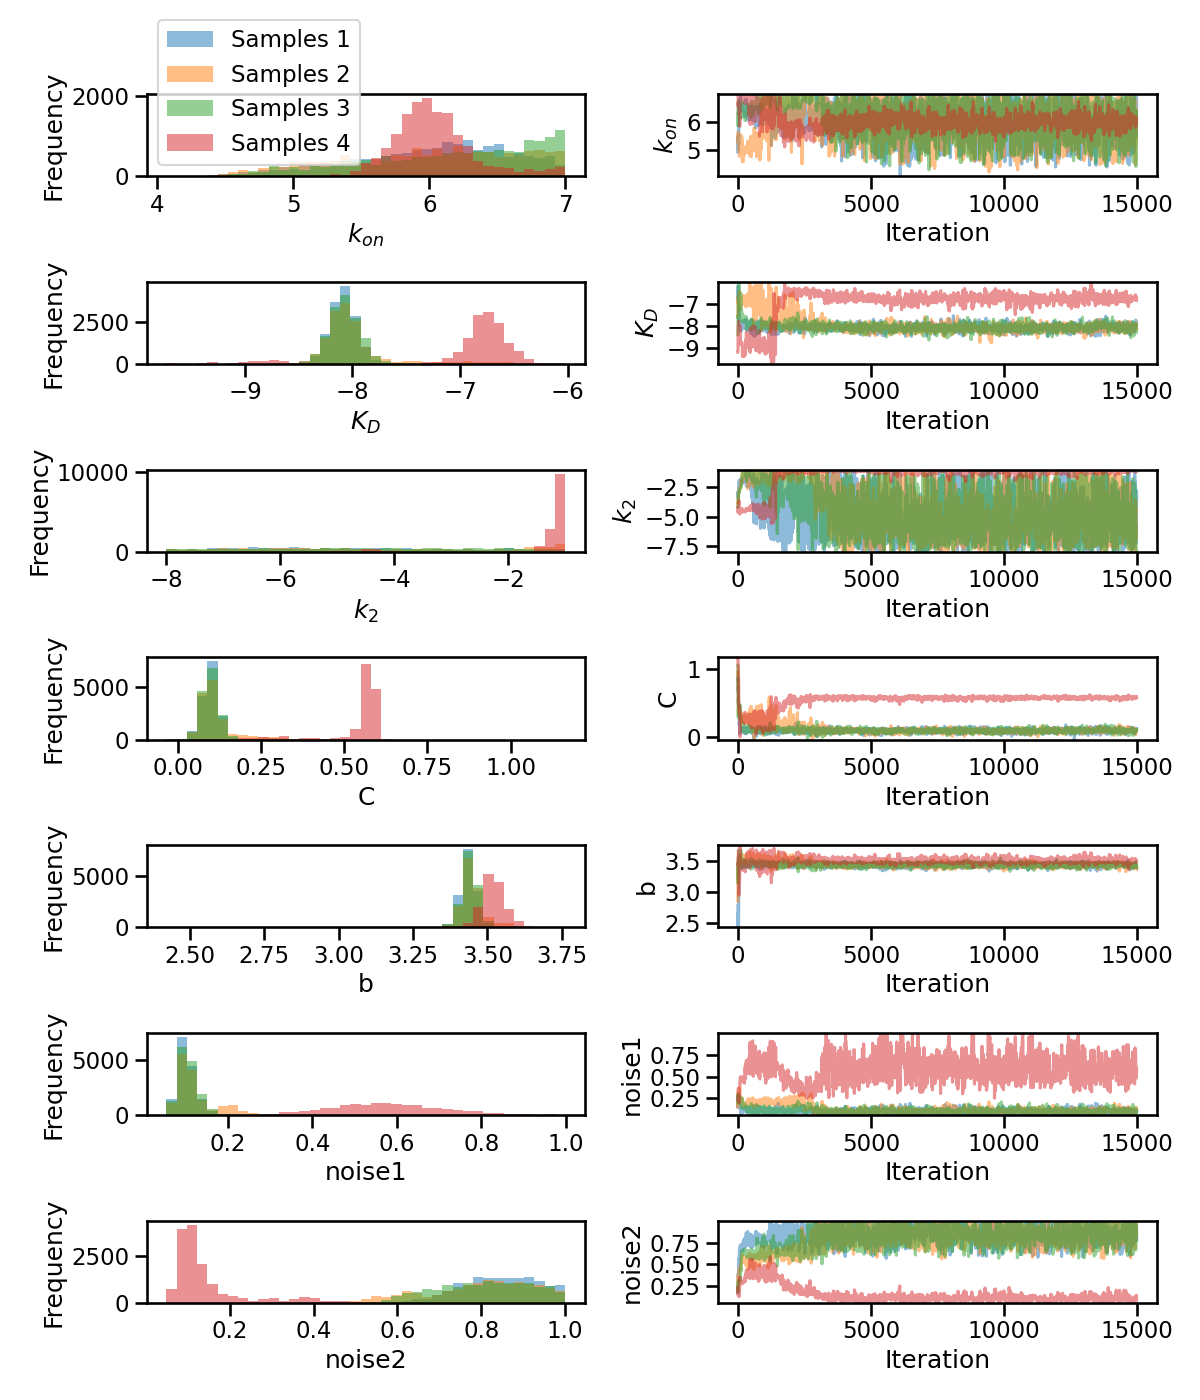 Samples 1
Samples 2
Samples 3
Samples 4
Frequency
2000
0
4 5 6 7
k_on
k_on
6
5
0 5000 10000 15000
Iteration
Frequency
2500
0
−9 −8 −7 −6
K_D
K_D
−7
−8
−9
0 5000 10000 15000
Iteration
Frequency
10000
0
−8 −6 −4 −2
k_2
k_2
−2.5
−5.0
−7.5
0 5000 10000 15000
Iteration
Frequency
5000
0
0.00 0.25 0.50 0.75 1.00
C
C
1
0
0 5000 10000 15000
Iteration
Frequency
5000
0
2.50 2.75 3.00 3.25 3.50 3.75
b
b
3.5
3.0
2.5
0 5000 10000 15000
Iteration
Frequency
5000
0
0.2 0.4 0.6 0.8 1.0
noise1
noise1
0.75
0.50
0.25
0 5000 10000 15000
Iteration
Frequency
2500
0
0.2 0.4 0.6 0.8 1.0
noise2
noise2
0.75
0.50
0.25
0 5000 10000 15000
Iteration